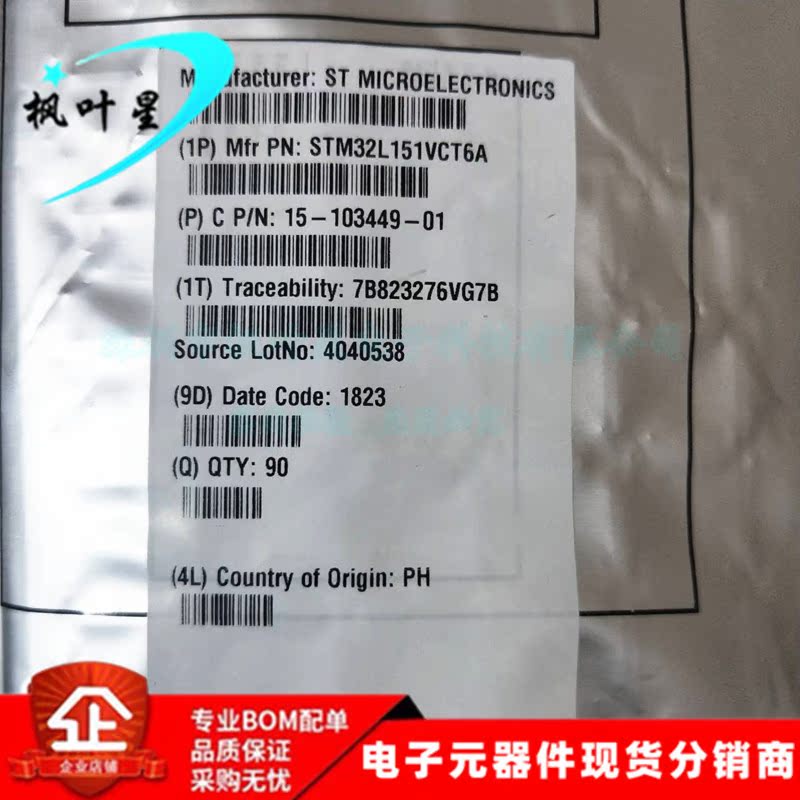 枫叶星
Manufacturer: ST MICROELECTRONICS
(1P) Mfr PN: STM32L151VCT6A
(P) C P/N: 15-103449-01
(1T) Traceability: 7B823276VG7B
Source LotNo: 4040538
(9D) Date Code: 1823
(Q) QTY: 90
(4L) Country of Origin: PH
企业店铺
专业BOM配单
品质保证
采购无忧
电子元器件现货分销商